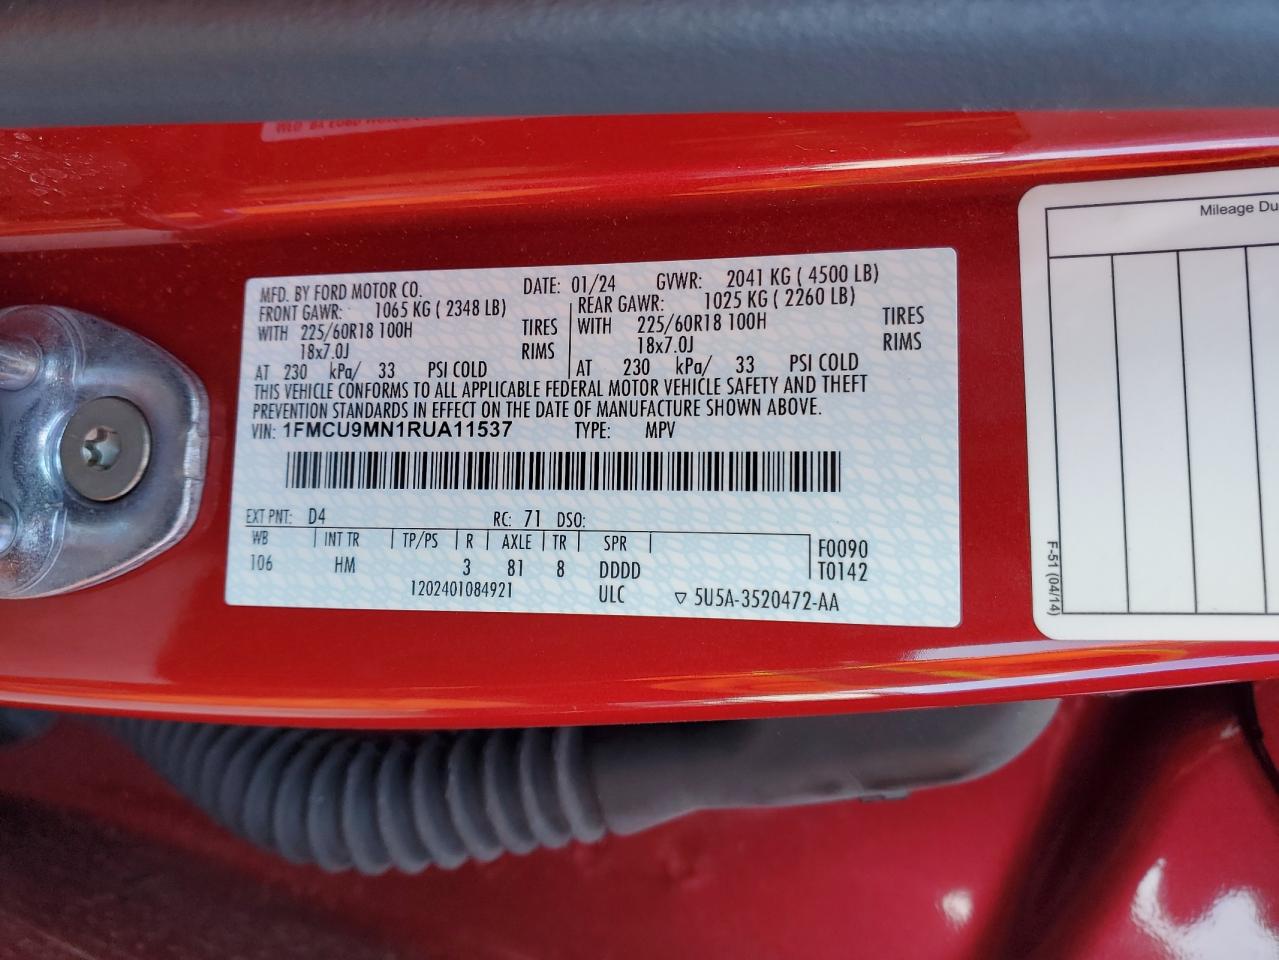 MFD. BY FORD MOTOR CO. DATE: 01/24 GVWR: 2041 KG ( 4500 LB)
FRONT GAWR: 1065 KG ( 2348 LB) REAR GAWR: 1025 KG ( 2260 LB)
WITH 225/60R18 100H TIRES WITH 225/60R18 100H TIRES
18x7.0J RIMS 18x7.0J RIMS
AT 230 kPa/ 33 PSI COLD AT 230 kPa/ 33 PSI COLD
THIS VEHICLE CONFORMS TO ALL APPLICABLE FEDERAL MOTOR VEHICLE SAFETY AND THEFT
PREVENTION STANDARDS IN EFFECT ON THE DATE OF MANUFACTURE SHOWN ABOVE.
VIN: 1FMCU9MN1RUA11537 TYPE: MPV
EXT PNT: D4 RC: 71 DSO:
WB INT TR TP/PS R AXLE TR SPR F0090
106 HM 3 81 8 DDDD T0142
1202401084921 ULC ▽ 5U5A-3520472-AA
Mileage Du
F-51 (04/14)